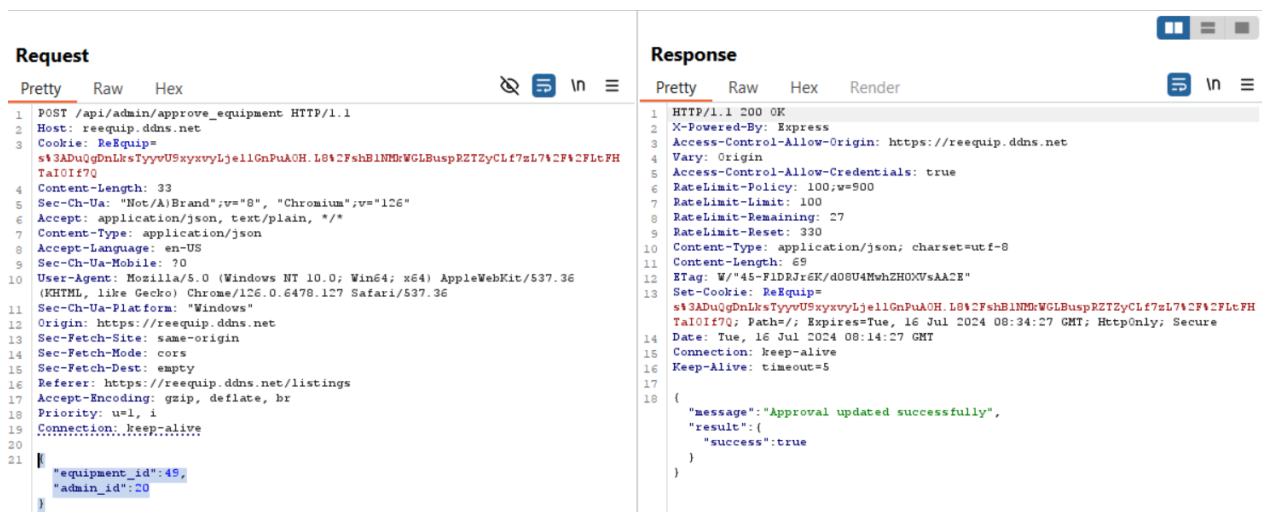 Request
Pretty Raw Hex
\n
1 POST /api/admin/approve_equipment HTTP/1.1
2 Host: reequip.ddns.net
3 Cookie: ReEquip=
s%3ADuQgDnLksTyyvU9xyxvyLjellGnPuA0H.L8%2FshBlNMkWGLBuspRZTZyCLf7zL7%2F%2FLtFH
TaIOIf7Q
4 Content-Length: 33
5 Sec-Ch-Ua: "Not/A)Brand";v="8", "Chromium";v="126"
6 Accept: application/json, text/plain, */*
7 Content-Type: application/json
8 Accept-Language: en-US
9 Sec-Ch-Ua-Mobile: ?0
10 User-Agent: Mozilla/5.0 (Windows NT 10.0; Win64; x64) AppleWebKit/537.36
(KHTML, like Gecko) Chrome/126.0.6478.127 Safari/537.36
11 Sec-Ch-Ua-Platform: "Windows"
12 Origin: https://reequip.ddns.net
13 Sec-Fetch-Site: same-origin
14 Sec-Fetch-Mode: cors
15 Sec-Fetch-Dest: empty
16 Referer: https://reequip.ddns.net/listings
17 Accept-Encoding: gzip, deflate, br
18 Priority: u=1, i
19 Connection: keep-alive
20
21 {
"equipment_id":49,
"admin_id":20
}
Response
Pretty Raw Hex Render
\n
1 HTTP/1.1 200 OK
2 X-Powered-By: Express
3 Access-Control-Allow-Origin: https://reequip.ddns.net
4 Vary: Origin
5 Access-Control-Allow-Credentials: true
6 RateLimit-Policy: 100;w=900
7 RateLimit-Limit: 100
8 RateLimit-Remaining: 27
9 RateLimit-Reset: 330
10 Content-Type: application/json; charset=utf-8
11 Content-Length: 69
12 ETag: W/"45-FlDRJr6K/d08U4MwhZH0XVsAA2E"
13 Set-Cookie: ReEquip=
s%3ADuQgDnLksTyyvU9xyxvyLjellGnPuA0H.L8%2FshBlNMkWGLBuspRZTZyCLf7zL7%2F%2FLtFH
TaIOIf7Q; Path=/; Expires=Tue, 16 Jul 2024 08:34:27 GMT; HttpOnly; Secure
14 Date: Tue, 16 Jul 2024 08:14:27 GMT
15 Connection: keep-alive
16 Keep-Alive: timeout=5
17
18 {
"message":"Approval updated successfully",
"result":{
"success":true
}
}